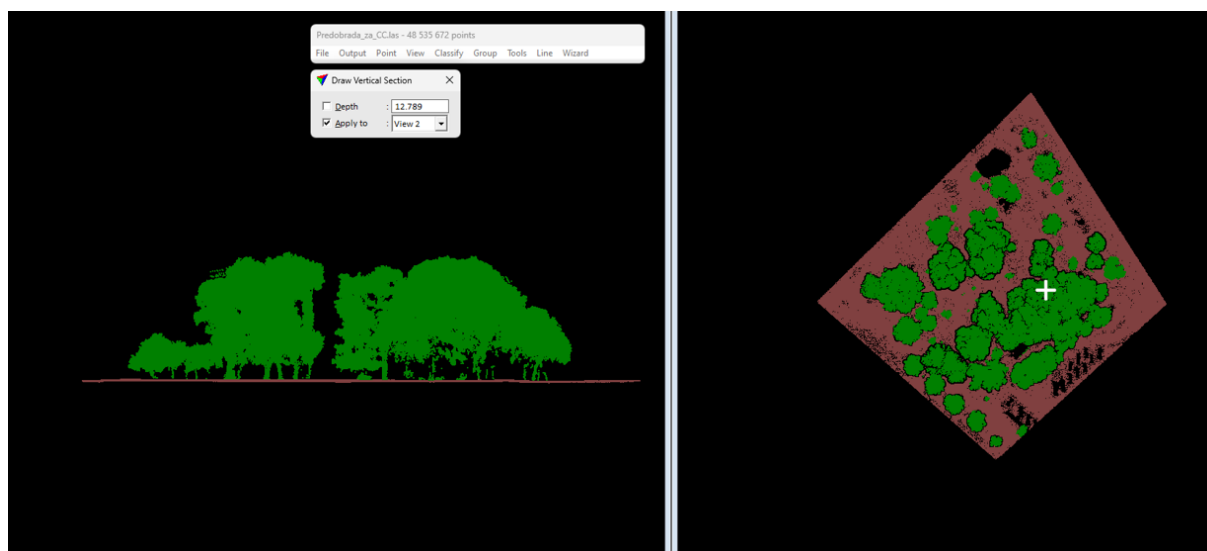 Predobrada_za_CC.las - 48 535 672 points
File Output Point View Classify Group Tools Line Wizard
Draw Vertical Section
Depth : 12.789
Apply to : View 2